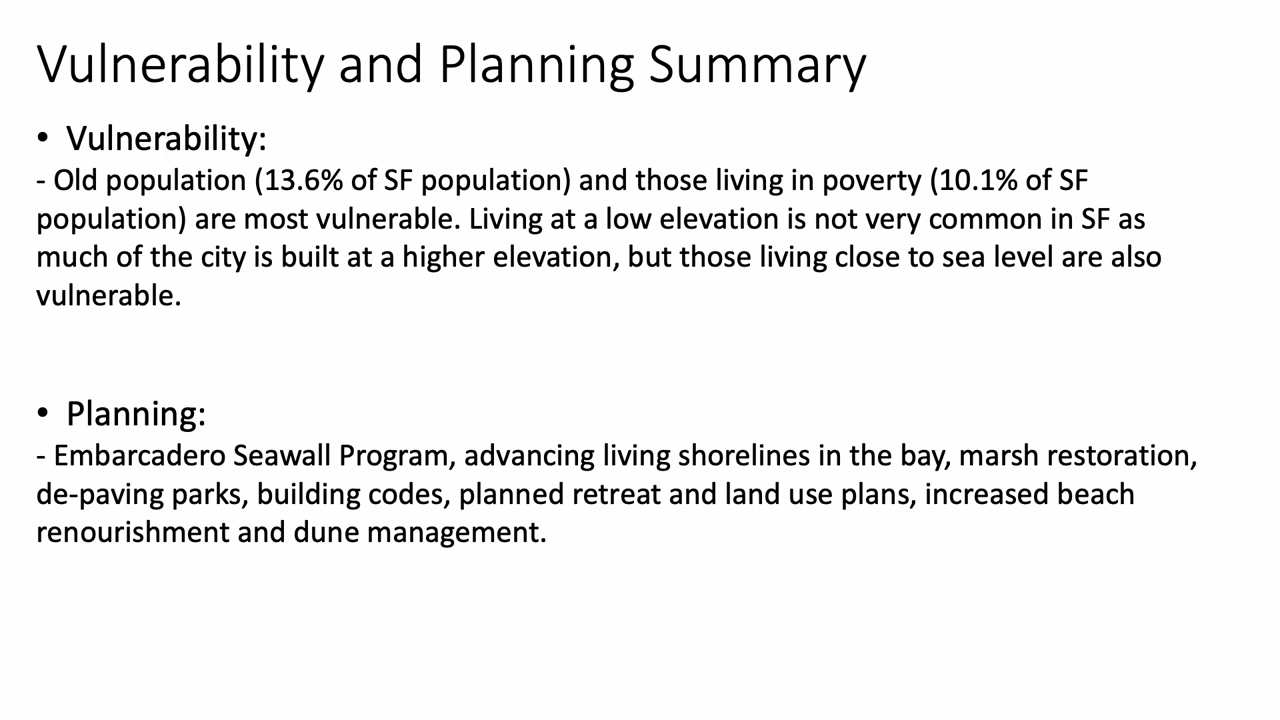 Vulnerability and Planning Summary
• Vulnerability:
- Old population (13.6% of SF population) and those living in poverty (10.1% of SF
population) are most vulnerable. Living at a low elevation is not very common in SF as
much of the city is built at a higher elevation, but those living close to sea level are also
vulnerable.
• Planning:
- Embarcadero Seawall Program, advancing living shorelines in the bay, marsh restoration,
de-paving parks, building codes, planned retreat and land use plans, increased beach
renourishment and dune management.